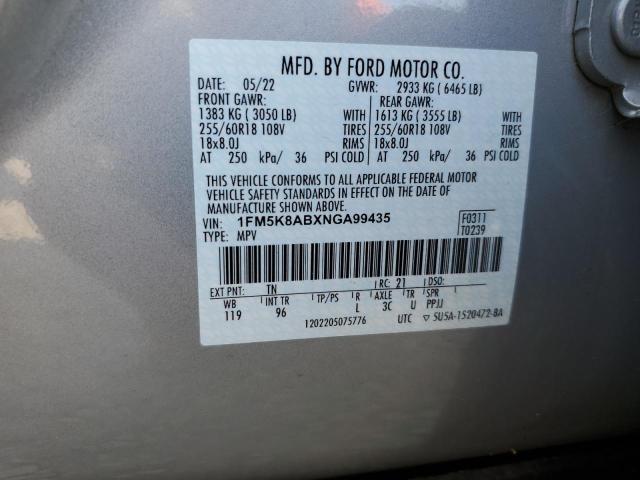 MFD. BY FORD MOTOR CO.
DATE: 05/22 GVWR: 2933 KG ( 6465 LB)
FRONT GAWR: REAR GAWR:
1383 KG ( 3050 LB) WITH 1613 KG ( 3555 LB) WITH
255/60R18 108V TIRES 255/60R18 108V TIRES
18x8.0J RIMS 18x8.0J RIMS
AT 250 kPa/ 36 PSI COLD AT 250 kPa/ 36 PSI COLD
THIS VEHICLE CONFORMS TO ALL APPLICABLE FEDERAL MOTOR
VEHICLE SAFETY STANDARDS IN EFFECT ON THE DATE OF
MANUFACTURE SHOWN ABOVE.
VIN: 1FM5K8ABXNGA99435 F0311
TYPE: MPV T0239
EXT PNT: TN RC: 21 DSO:
WB INT TR TP/PS R AXLE TR SPR
119 96 L 3C U PPJJ
1202205075776 UTC ▽ 5U5A-1520472-BA